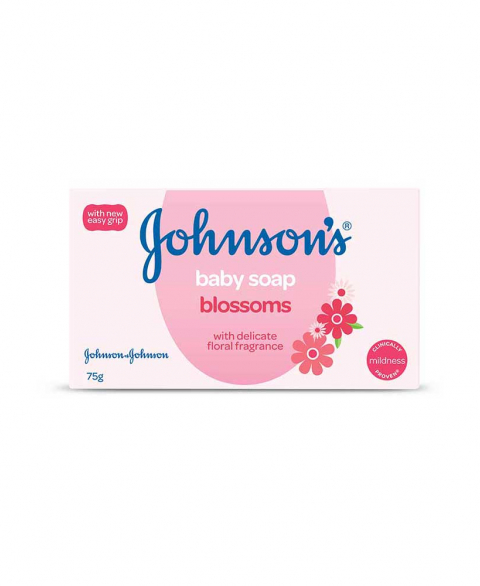 with new
easy grip
Johnson's®
baby soap
blossoms
with delicate
floral fragrance
Johnson & Johnson
75g
CLINICALLY
mildness
PROVEN®